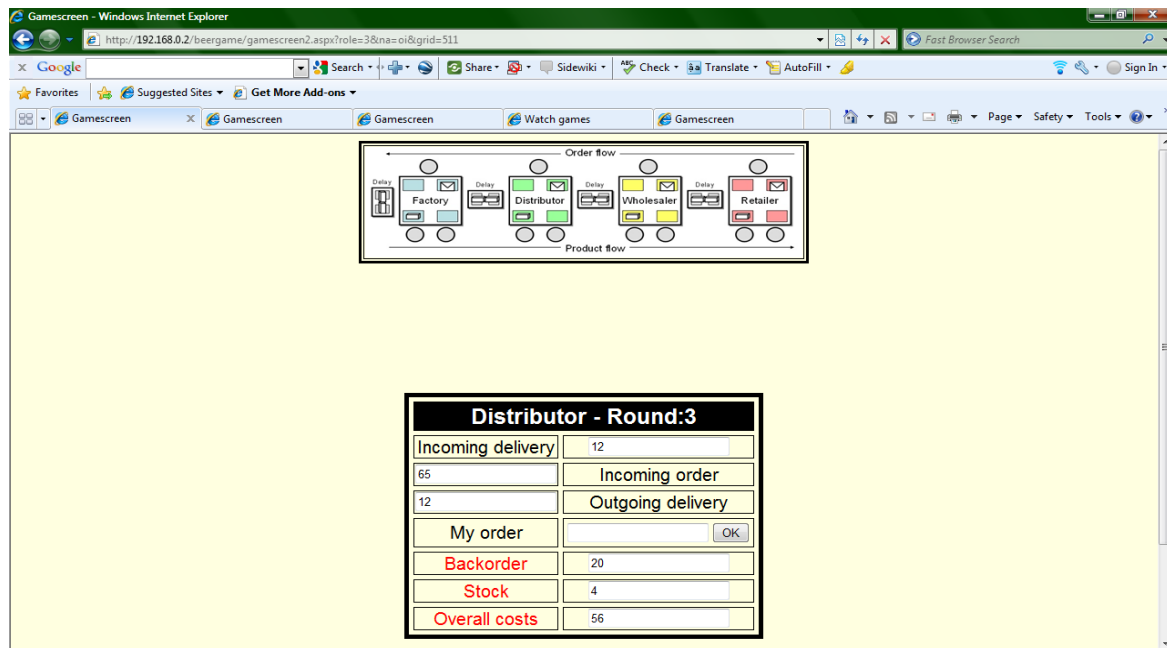 Gamescreen - Windows Internet Explorer
http://192.168.0.2/beergame/gamescreen2.aspx?role=3&na=oi&grid=511 Fast Browser Search
x Google Search Share Sidewiki ABC Check Translate AutoFill Sign In
Favorites Suggested Sites Get More Add-ons
Gamescreen x Gamescreen Gamescreen Watch games Gamescreen Page Safety Tools
Order flow
Delay Delay Delay Delay
Factory Distributor Wholesaler Retailer
Product flow
Distributor - Round:3
Incoming delivery 12
65 Incoming order
12 Outgoing delivery
My order OK
Backorder 20
Stock 4
Overall costs 56